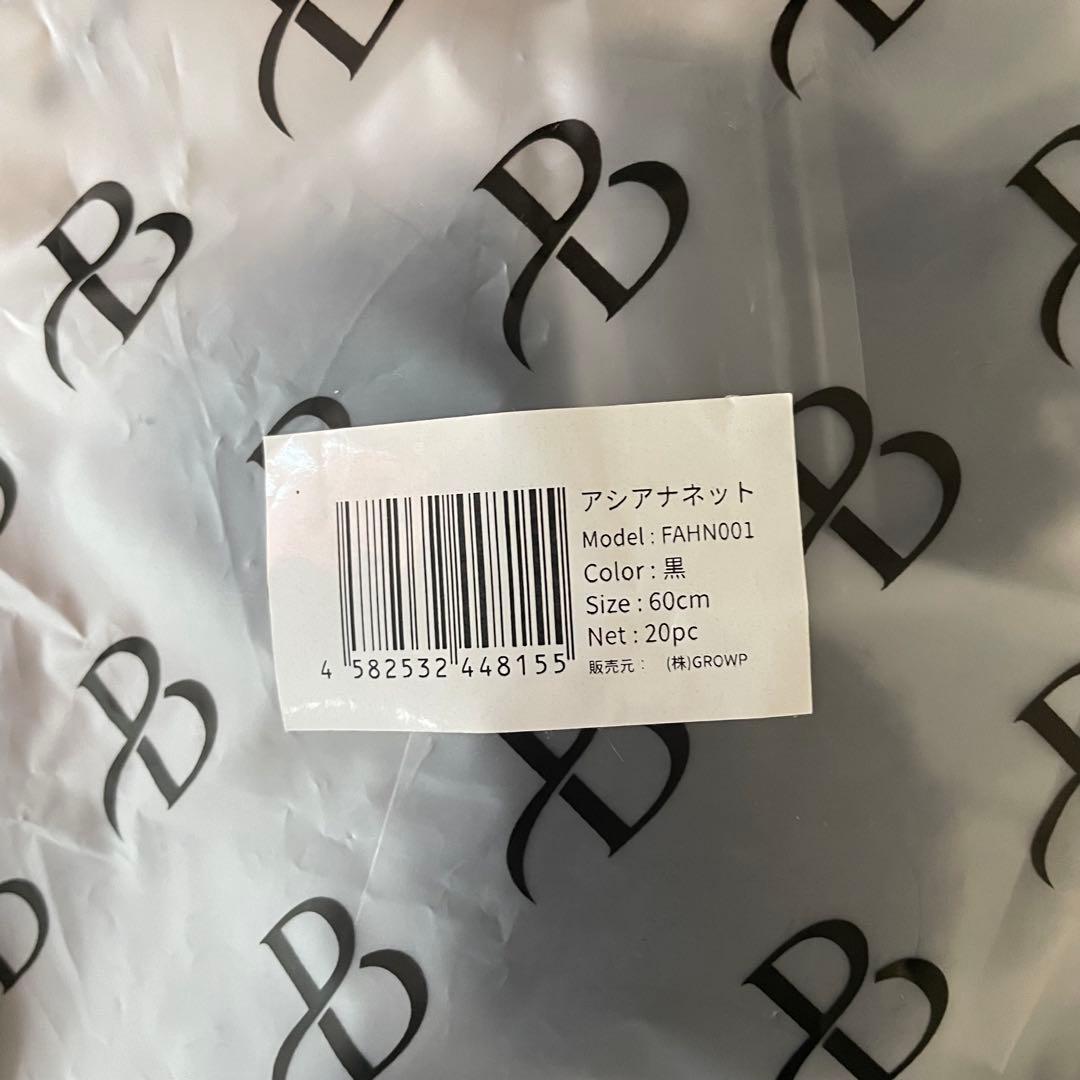 アシアナネット
Model : FAHN001
Color : 黒
Size : 60cm
Net : 20pc
販売元： (株)GROWP
4 582532 448155